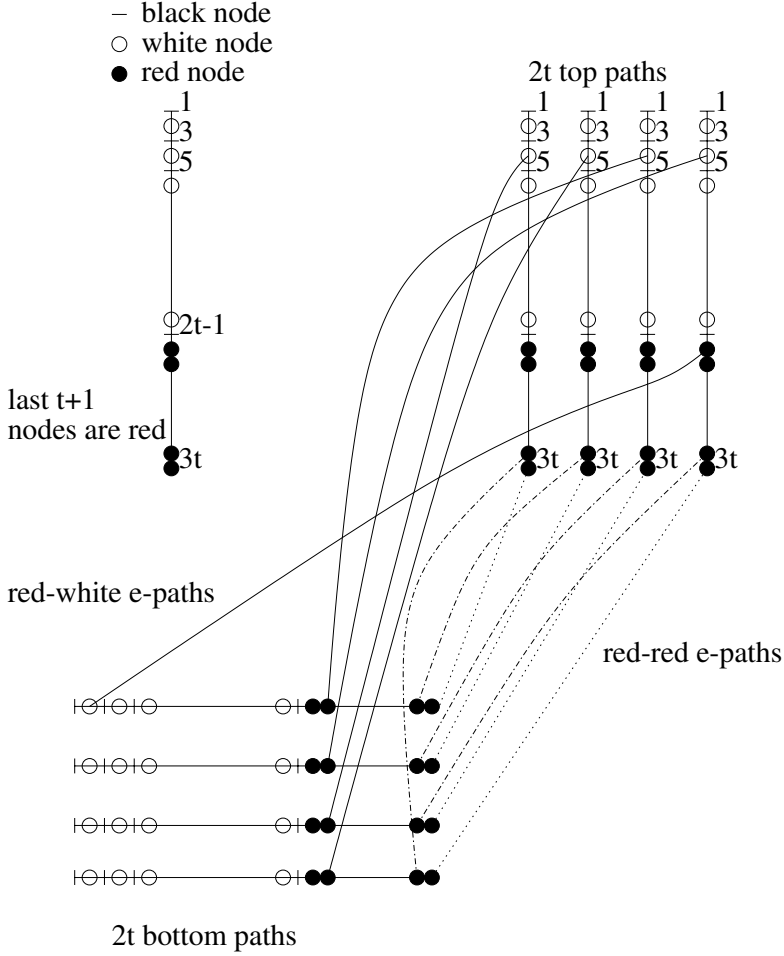 black node
white node
red node
2t top paths
1
3
5
1
3
5
1
3
5
1
3
5
1
3
5
2t-1
last t+1
nodes are red
3t
3t
3t
3t
3t
red-white e-paths
red-red e-paths
2t bottom paths